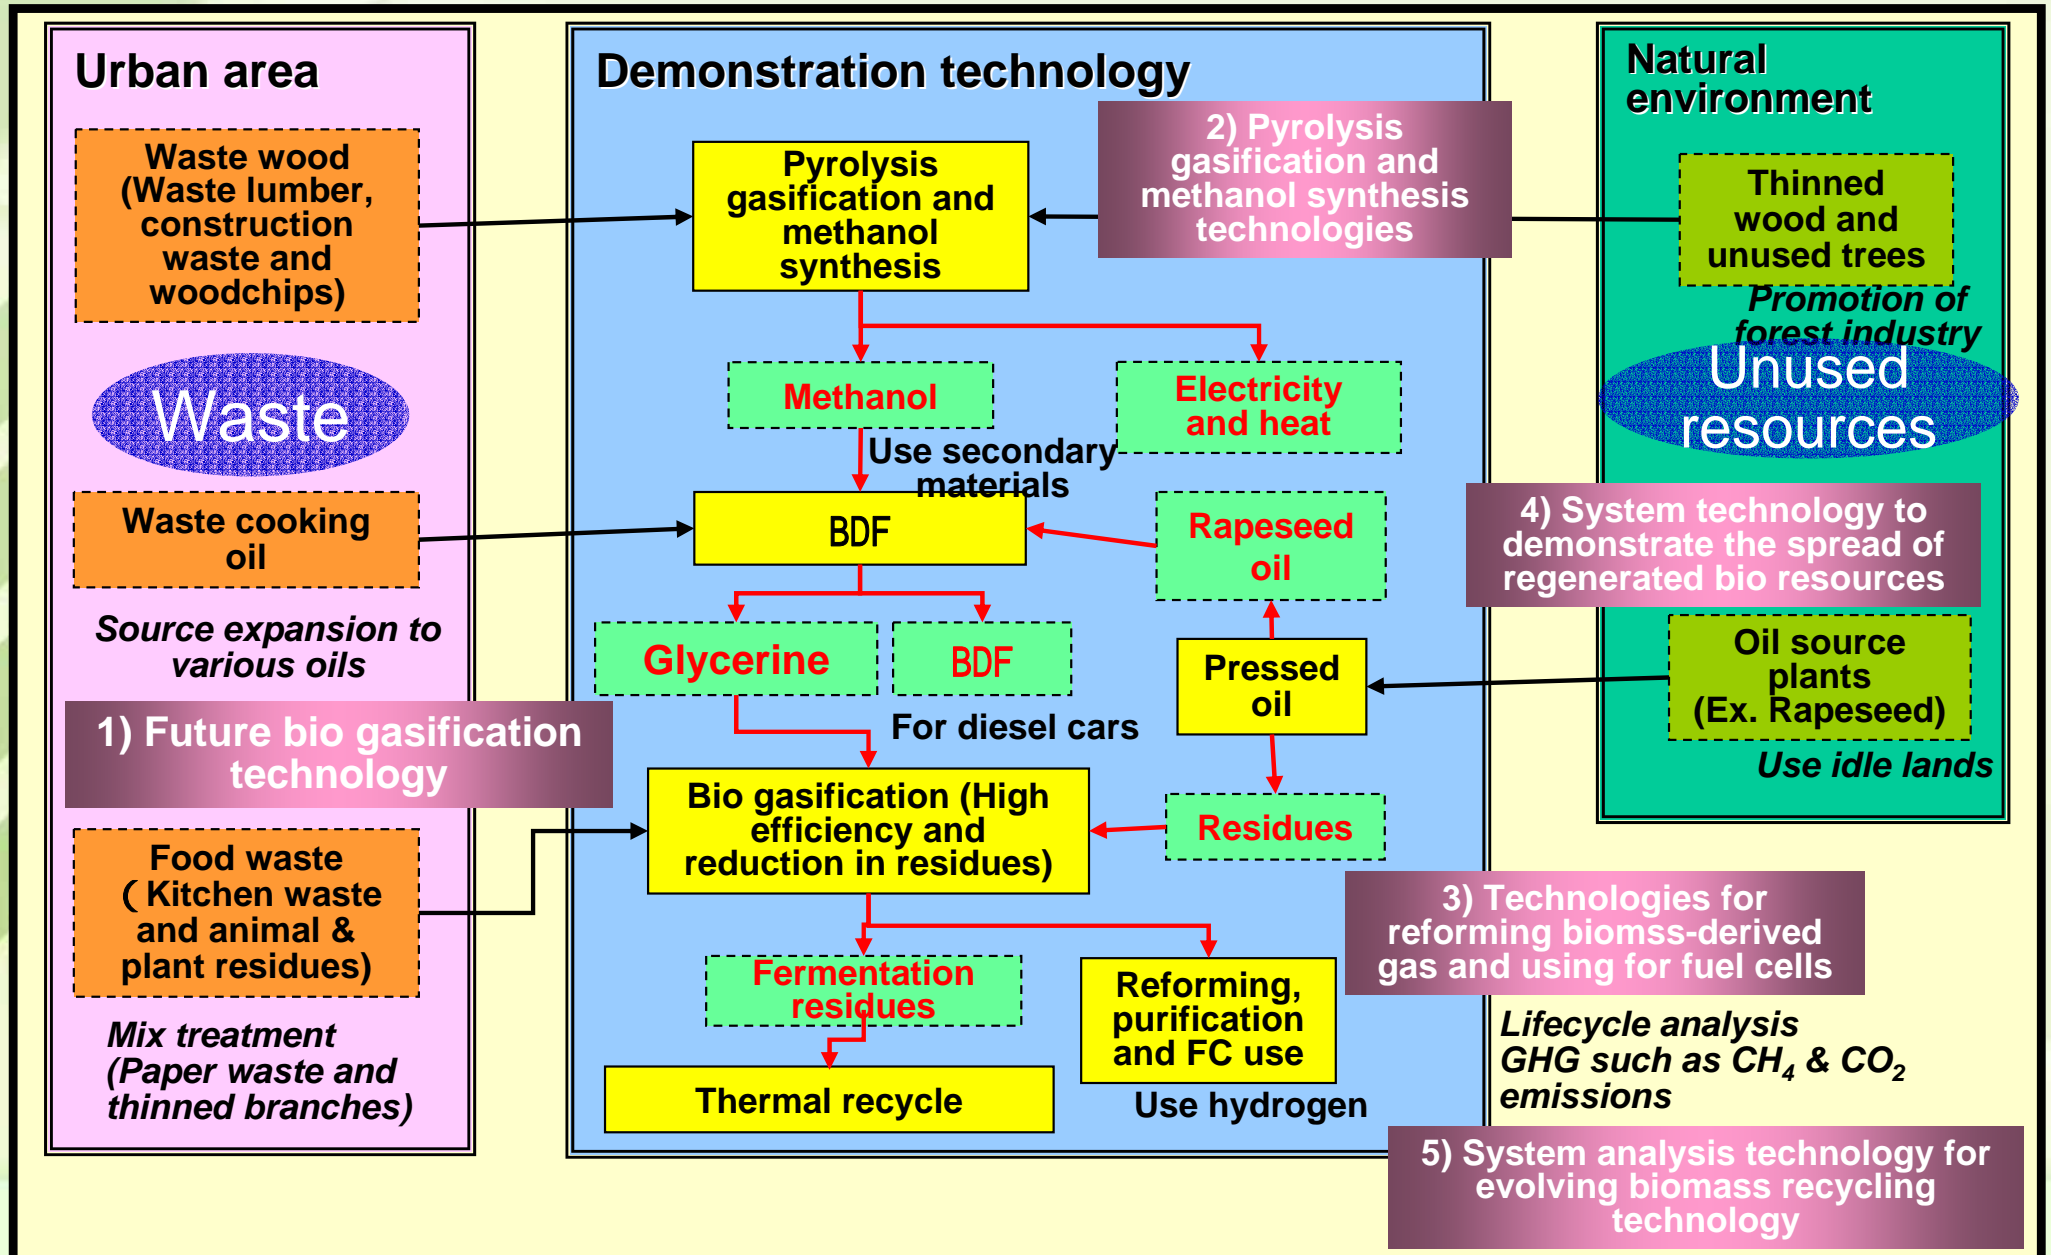 Urban area
Waste wood
(Waste lumber,
construction
waste and
woodchips)
Waste
Waste cooking
oil
Source expansion to
various oils
1) Future bio gasification
technology
Food waste
（Kitchen waste
and animal &
plant residues)
Mix treatment
(Paper waste and
thinned branches)
Demonstration technology
Pyrolysis
gasification and
methanol
synthesis
2) Pyrolysis
gasification and
methanol synthesis
technologies
Methanol
Electricity
and heat
Use secondary
materials
BDF
Rapeseed
oil
Glycerine
BDF
Pressed
oil
For diesel cars
Bio gasification (High
efficiency and
reduction in residues)
Residues
Fermentation
residues
Reforming,
purification
and FC use
Thermal recycle
Use hydrogen
Natural
environment
Thinned
wood and
unused trees
Promotion of
forest industry
Unused
resources
4) System technology to
demonstrate the spread of
regenerated bio resources
Oil source
plants
(Ex. Rapeseed)
Use idle lands
3) Technologies for
reforming biomss-derived
gas and using for fuel cells
Lifecycle analysis
GHG such as CH₄ & CO₂
emissions
5) System analysis technology for
evolving biomass recycling
technology